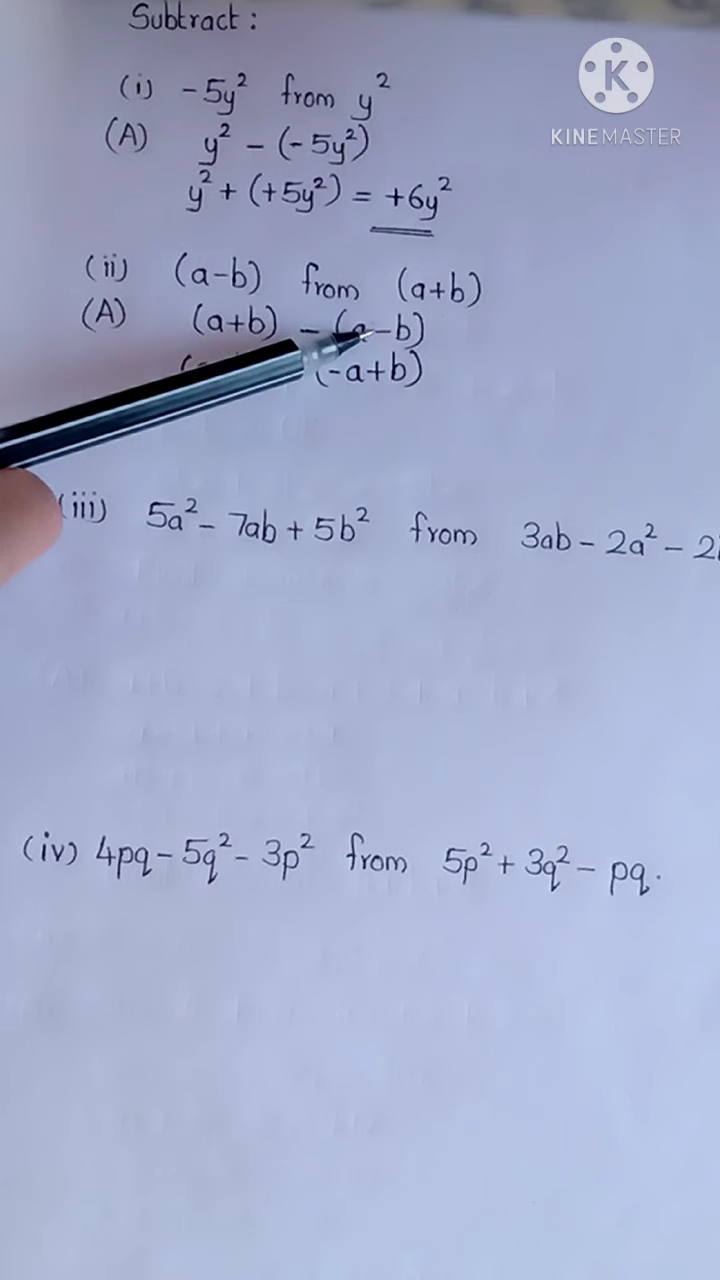 Subtract :
K
KINEMASTER
(i) -5y² from y²
(A) y² - (-5y²)
y² + (+5y²) = +6y²
(ii) (a-b) from (a+b)
(A) (a+b) - (a-b)
(-a+b)
(iii) 5a² - 7ab + 5b² from 3ab - 2a² - 2
(iv) 4pq - 5q² - 3p² from 5p² + 3q² - pq.